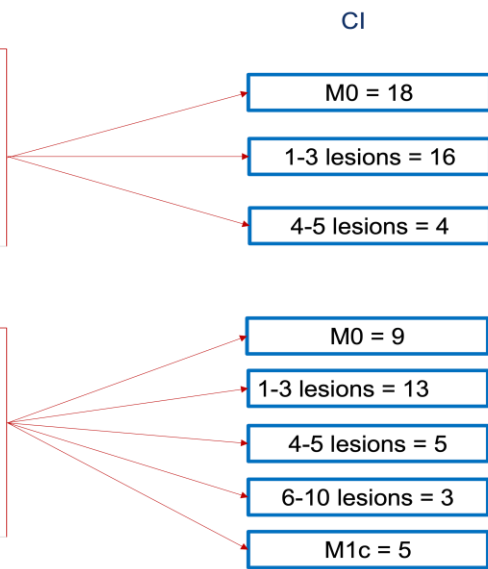 CI
M0 = 18
1-3 lesions = 16
4-5 lesions = 4
M0 = 9
1-3 lesions = 13
4-5 lesions = 5
6-10 lesions = 3
M1c = 5